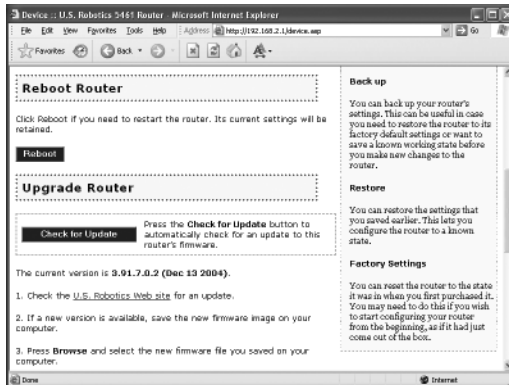 Device :: U.S. Robotics 5461 Router - Microsoft Internet Explorer
File Edit View Favorites Tools Help Address http://192.168.2.1/device.asp Go
Favorites Back
Reboot Router
Click Reboot if you need to restart the router. Its current settings will be
retained.
Reboot
Upgrade Router
Check for Update
Press the Check for Update button to
automatically check for an update to this
router's firmware.
The current version is 3.91.7.0.2 (Dec 13 2004).
1. Check the U.S. Robotics Web site for an update.
2. If a new version is available, save the new firmware image on your
computer.
3. Press Browse and select the new firmware file you saved on your
computer.
Back up
You can back up your router's
settings. This can be useful in case
you need to restore the router to its
factory default settings or want to
save a known working state before
you make new changes to the
router.
Restore
You can restore the settings that
you saved earlier. This lets you
configure the router to a known
state.
Factory Settings
You can reset the router to the state
it was in when you first purchased it.
You may need to do this if you wish
to start configuring your router
from the beginning, as if it had just
come out of the box.
Done
Internet